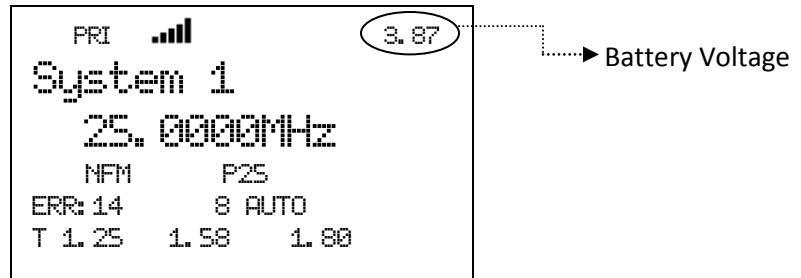 PRI 3.87
Battery Voltage
System 1
25.0000MHz
NFM P25
ERR: 14 8 AUTO
T 1.25 1.58 1.80